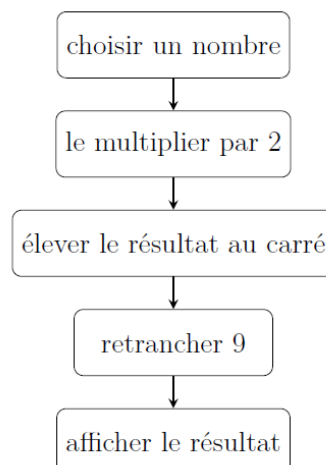 choisir un nombre
le multiplier par 2
élever le résultat au carré
retrancher 9
afficher le résultat